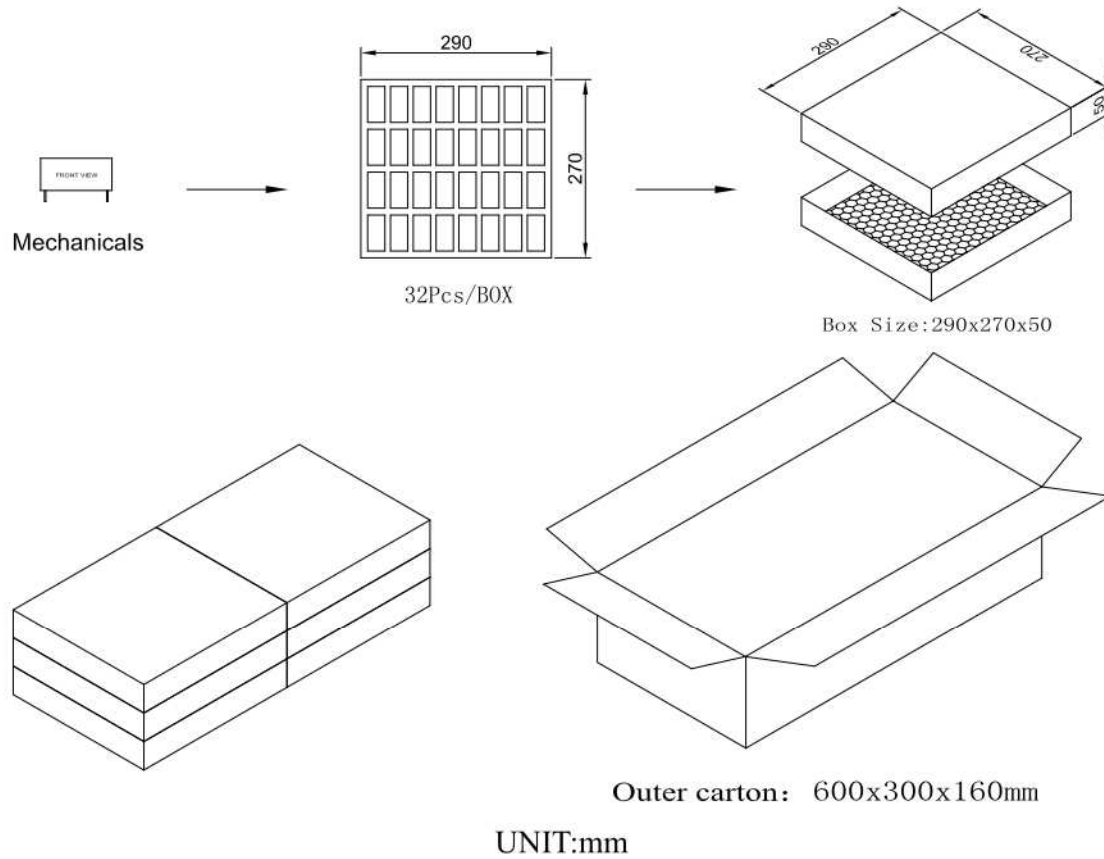 290
270
290
270
50
FRONT VIEW
Mechanicals
32Pcs/BOX
Box Size:290x270x50
Outer carton: 600x300x160mm
UNIT:mm